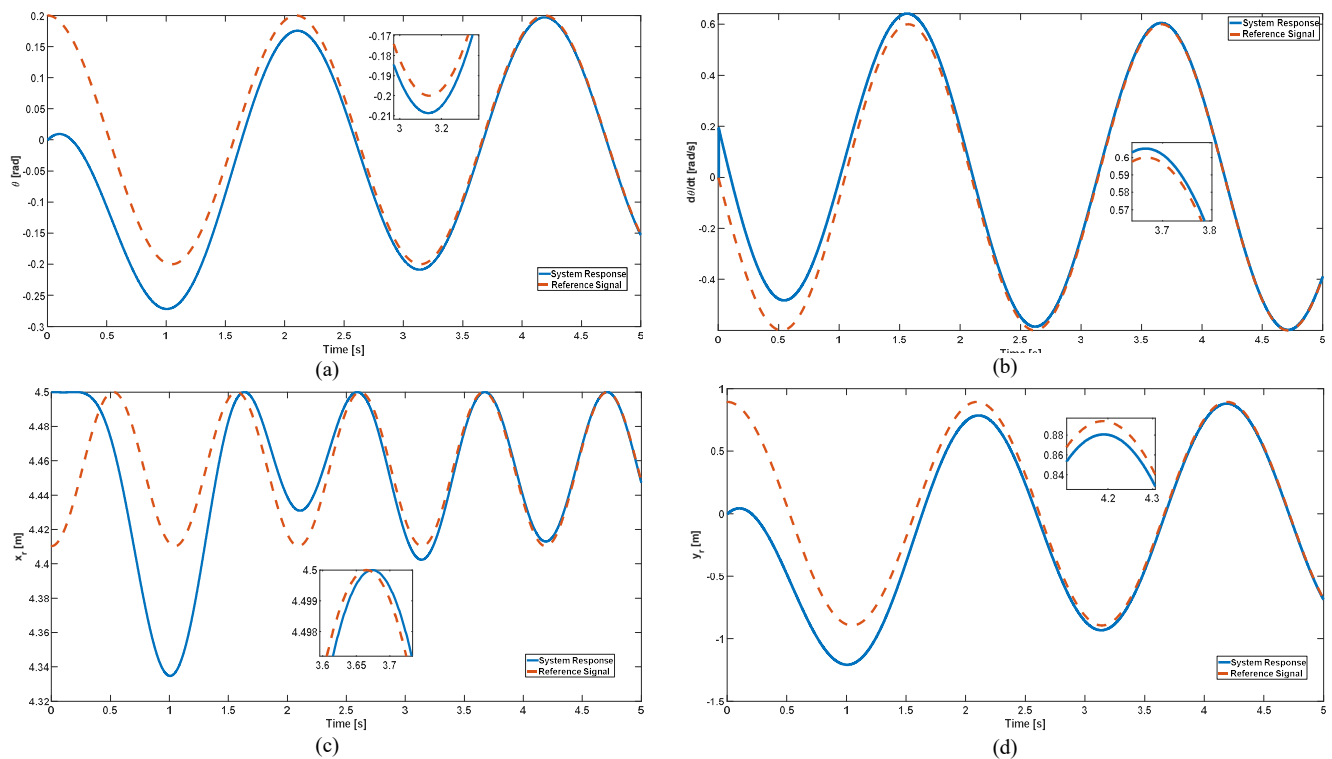 0.2
0.15
0.1
0.05
0
-0.05
-0.1
-0.15
-0.2
-0.25
-0.3
θ [rad]
0 0.5 1 1.5 2 2.5 3 3.5 4 4.5 5
Time [s]
-0.17
-0.18
-0.19
-0.2
-0.21
3 3.2
System Response
Reference Signal
(a)
0.6
0.4
0.2
0
-0.2
-0.4
dθ/dt [rad/s]
0 0.5 1 1.5 2 2.5 3 3.5 4 4.5 5
Time [s]
System Response
Reference Signal
0.6
0.59
0.58
0.57
3.7 3.8
(b)
4.5
4.48
4.46
4.44
4.42
4.4
4.38
4.36
4.34
4.32
x_r [m]
0 0.5 1 1.5 2 2.5 3 3.5 4 4.5 5
Time [s]
4.5
4.499
4.498
3.6 3.65 3.7
System Response
Reference Signal
(c)
1
0.5
0
-0.5
-1
-1.5
y_r [m]
0 0.5 1 1.5 2 2.5 3 3.5 4 4.5 5
Time [s]
0.88
0.86
0.84
4.2 4.3
System Response
Reference Signal
(d)